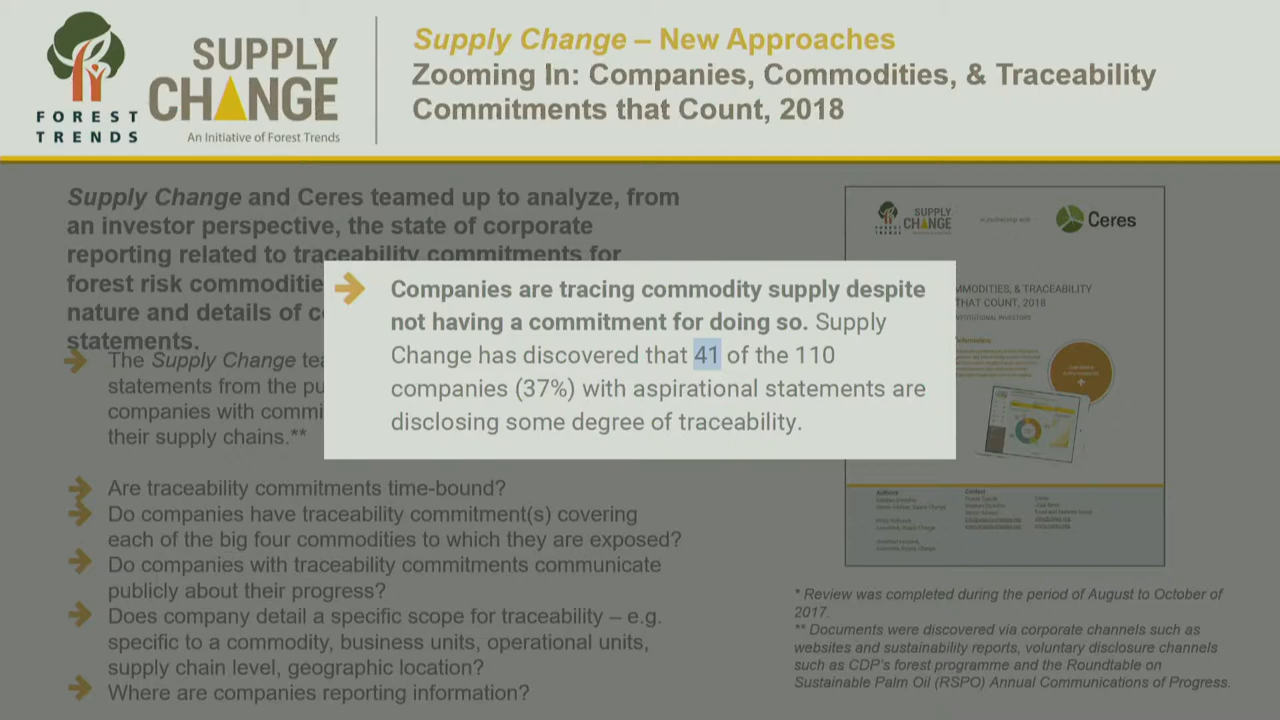 FOREST
TRENDS
SUPPLY
CHANGE
An Initiative of Forest Trends
Supply Change – New Approaches
Zooming In: Companies, Commodities, & Traceability
Commitments that Count, 2018
Supply Change and Ceres teamed up to analyze, from
an investor perspective, the state of corporate
reporting related to traceability commitments for
forest risk
nature and details of
statements.
The Supply Change
statements from the
companies with
their supply chains.**
Are traceability commitments time-bound?
Do companies have traceability commitment(s) covering
each of the big four commodities to which they are exposed?
Do companies with traceability commitments communicate
publicly about their progress?
Does company detail a specific scope for traceability – e.g.
specific to a commodity, business units, operational units,
supply chain level, geographic location?
Where are companies reporting information?
Companies are tracing commodity supply despite
not having a commitment for doing so. Supply
Change has discovered that 41 of the 110
companies (37%) with aspirational statements are
disclosing some degree of traceability.
SUPPLY
CHANGE
Ceres
& TRACEABILITY
THAT COUNT, 2018
Authors
Contact
* Review was completed during the period of August to October of
2017.
** Documents were discovered via corporate channels such as
websites and sustainability reports, voluntary disclosure channels
such as CDP's forest programme and the Roundtable on
Sustainable Palm Oil (RSPO) Annual Communications of Progress.